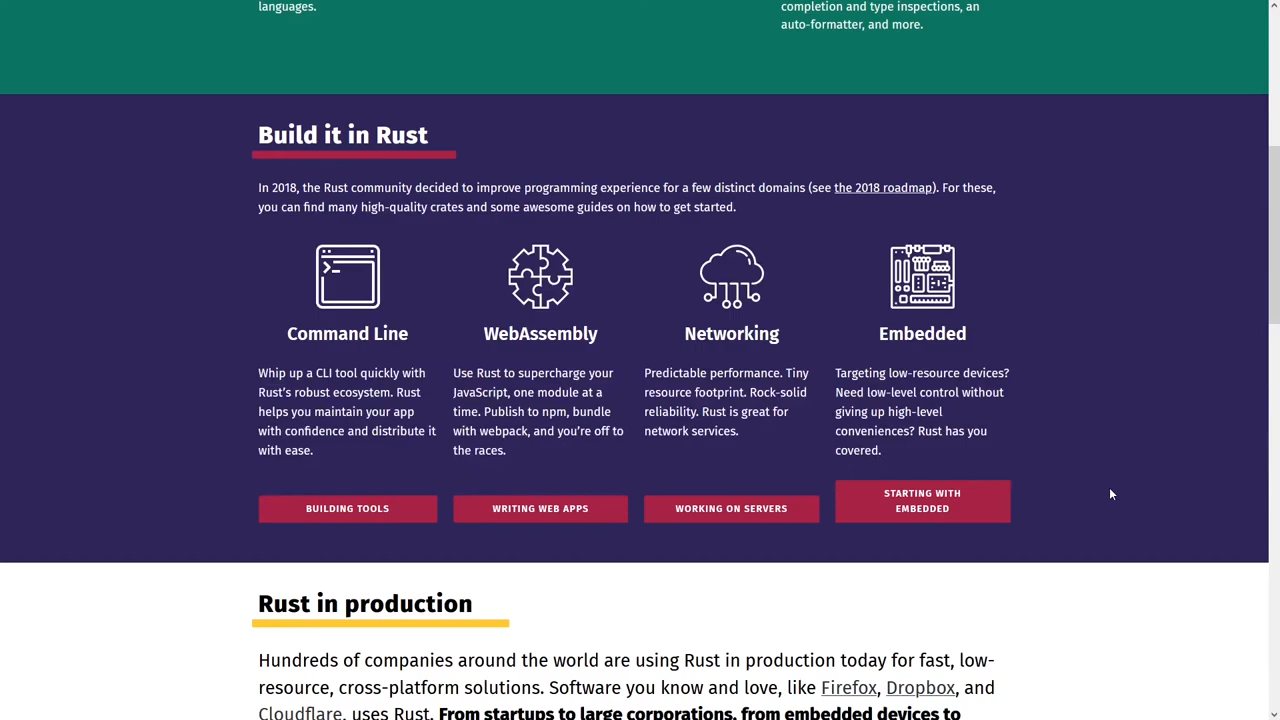 languages.
completion and type inspections, an
auto-formatter, and more.
Build it in Rust
In 2018, the Rust community decided to improve programming experience for a few distinct domains (see the 2018 roadmap). For these,
you can find many high-quality crates and some awesome guides on how to get started.
Command Line
Whip up a CLI tool quickly with
Rust’s robust ecosystem. Rust
helps you maintain your app
with confidence and distribute it
with ease.
BUILDING TOOLS
WebAssembly
Use Rust to supercharge your
JavaScript, one module at a
time. Publish to npm, bundle
with webpack, and you’re off to
the races.
WRITING WEB APPS
Networking
Predictable performance. Tiny
resource footprint. Rock-solid
reliability. Rust is great for
network services.
WORKING ON SERVERS
Embedded
Targeting low-resource devices?
Need low-level control without
giving up high-level
conveniences? Rust has you
covered.
STARTING WITH
EMBEDDED
Rust in production
Hundreds of companies around the world are using Rust in production today for fast, low-
resource, cross-platform solutions. Software you know and love, like Firefox, Dropbox, and
Cloudflare, uses Rust. From startups to large corporations, from embedded devices to